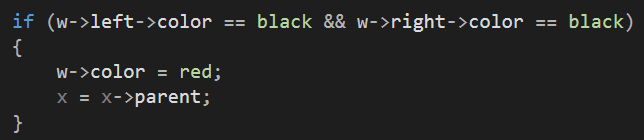 if (w->left->color == black && w->right->color == black)
{
    w->color = red;
    x = x->parent;
}